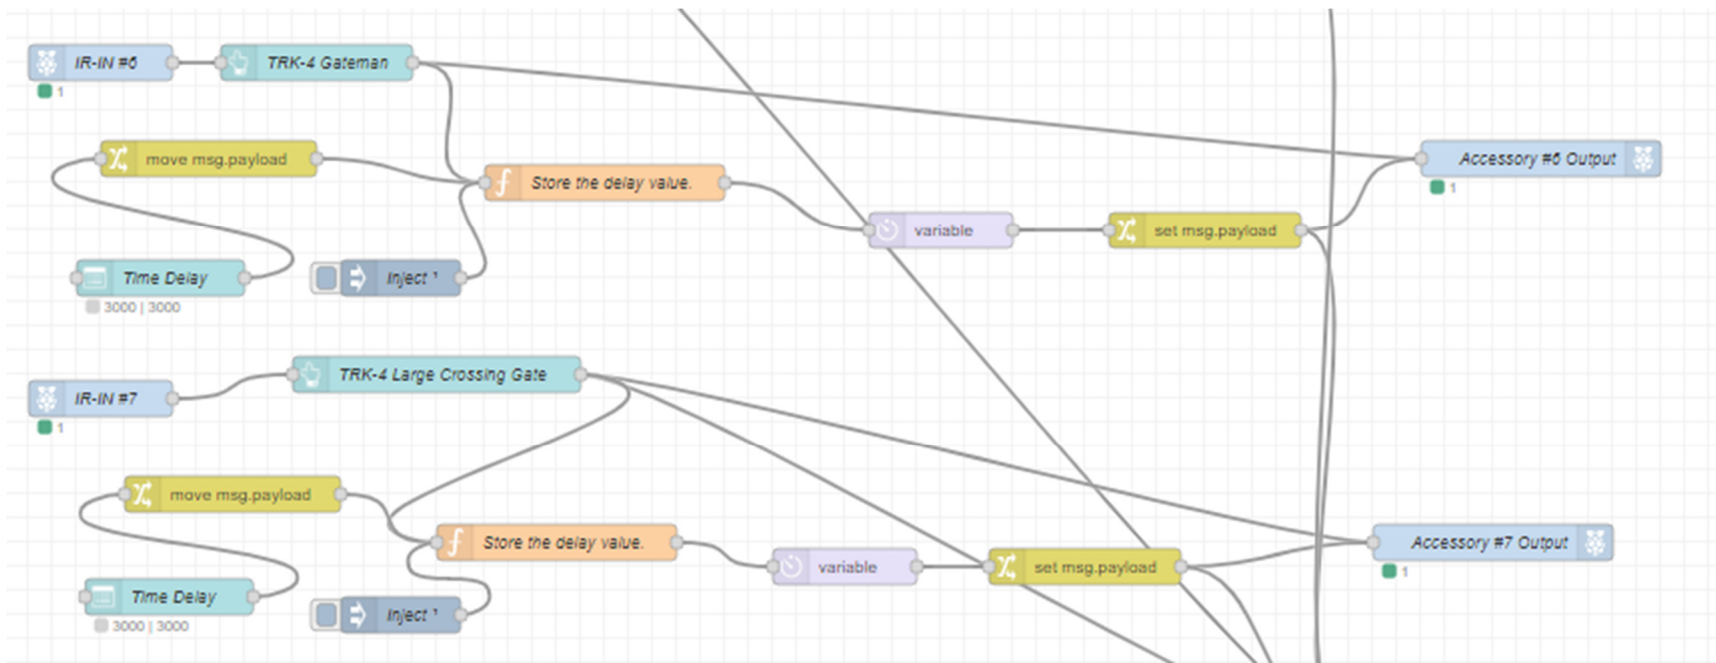 IR-IN #6
TRK-4 Gateman
1
move msg.payload
Accessory #6 Output
Store the delay value.
1
variable
set msg.payload
Time Delay
Inject ¹
3000 | 3000
TRK-4 Large Crossing Gate
IR-IN #7
1
move msg.payload
Store the delay value.
Accessory #7 Output
variable
set msg.payload
1
Time Delay
Inject ¹
3000 | 3000